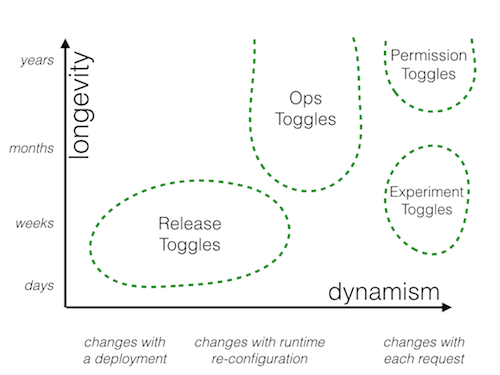 years
months
weeks
days
longevity
Permission
Toggles
Ops
Toggles
Experiment
Toggles
Release
Toggles
dynamism
changes with
a deployment
changes with runtime
re-configuration
changes with
each request